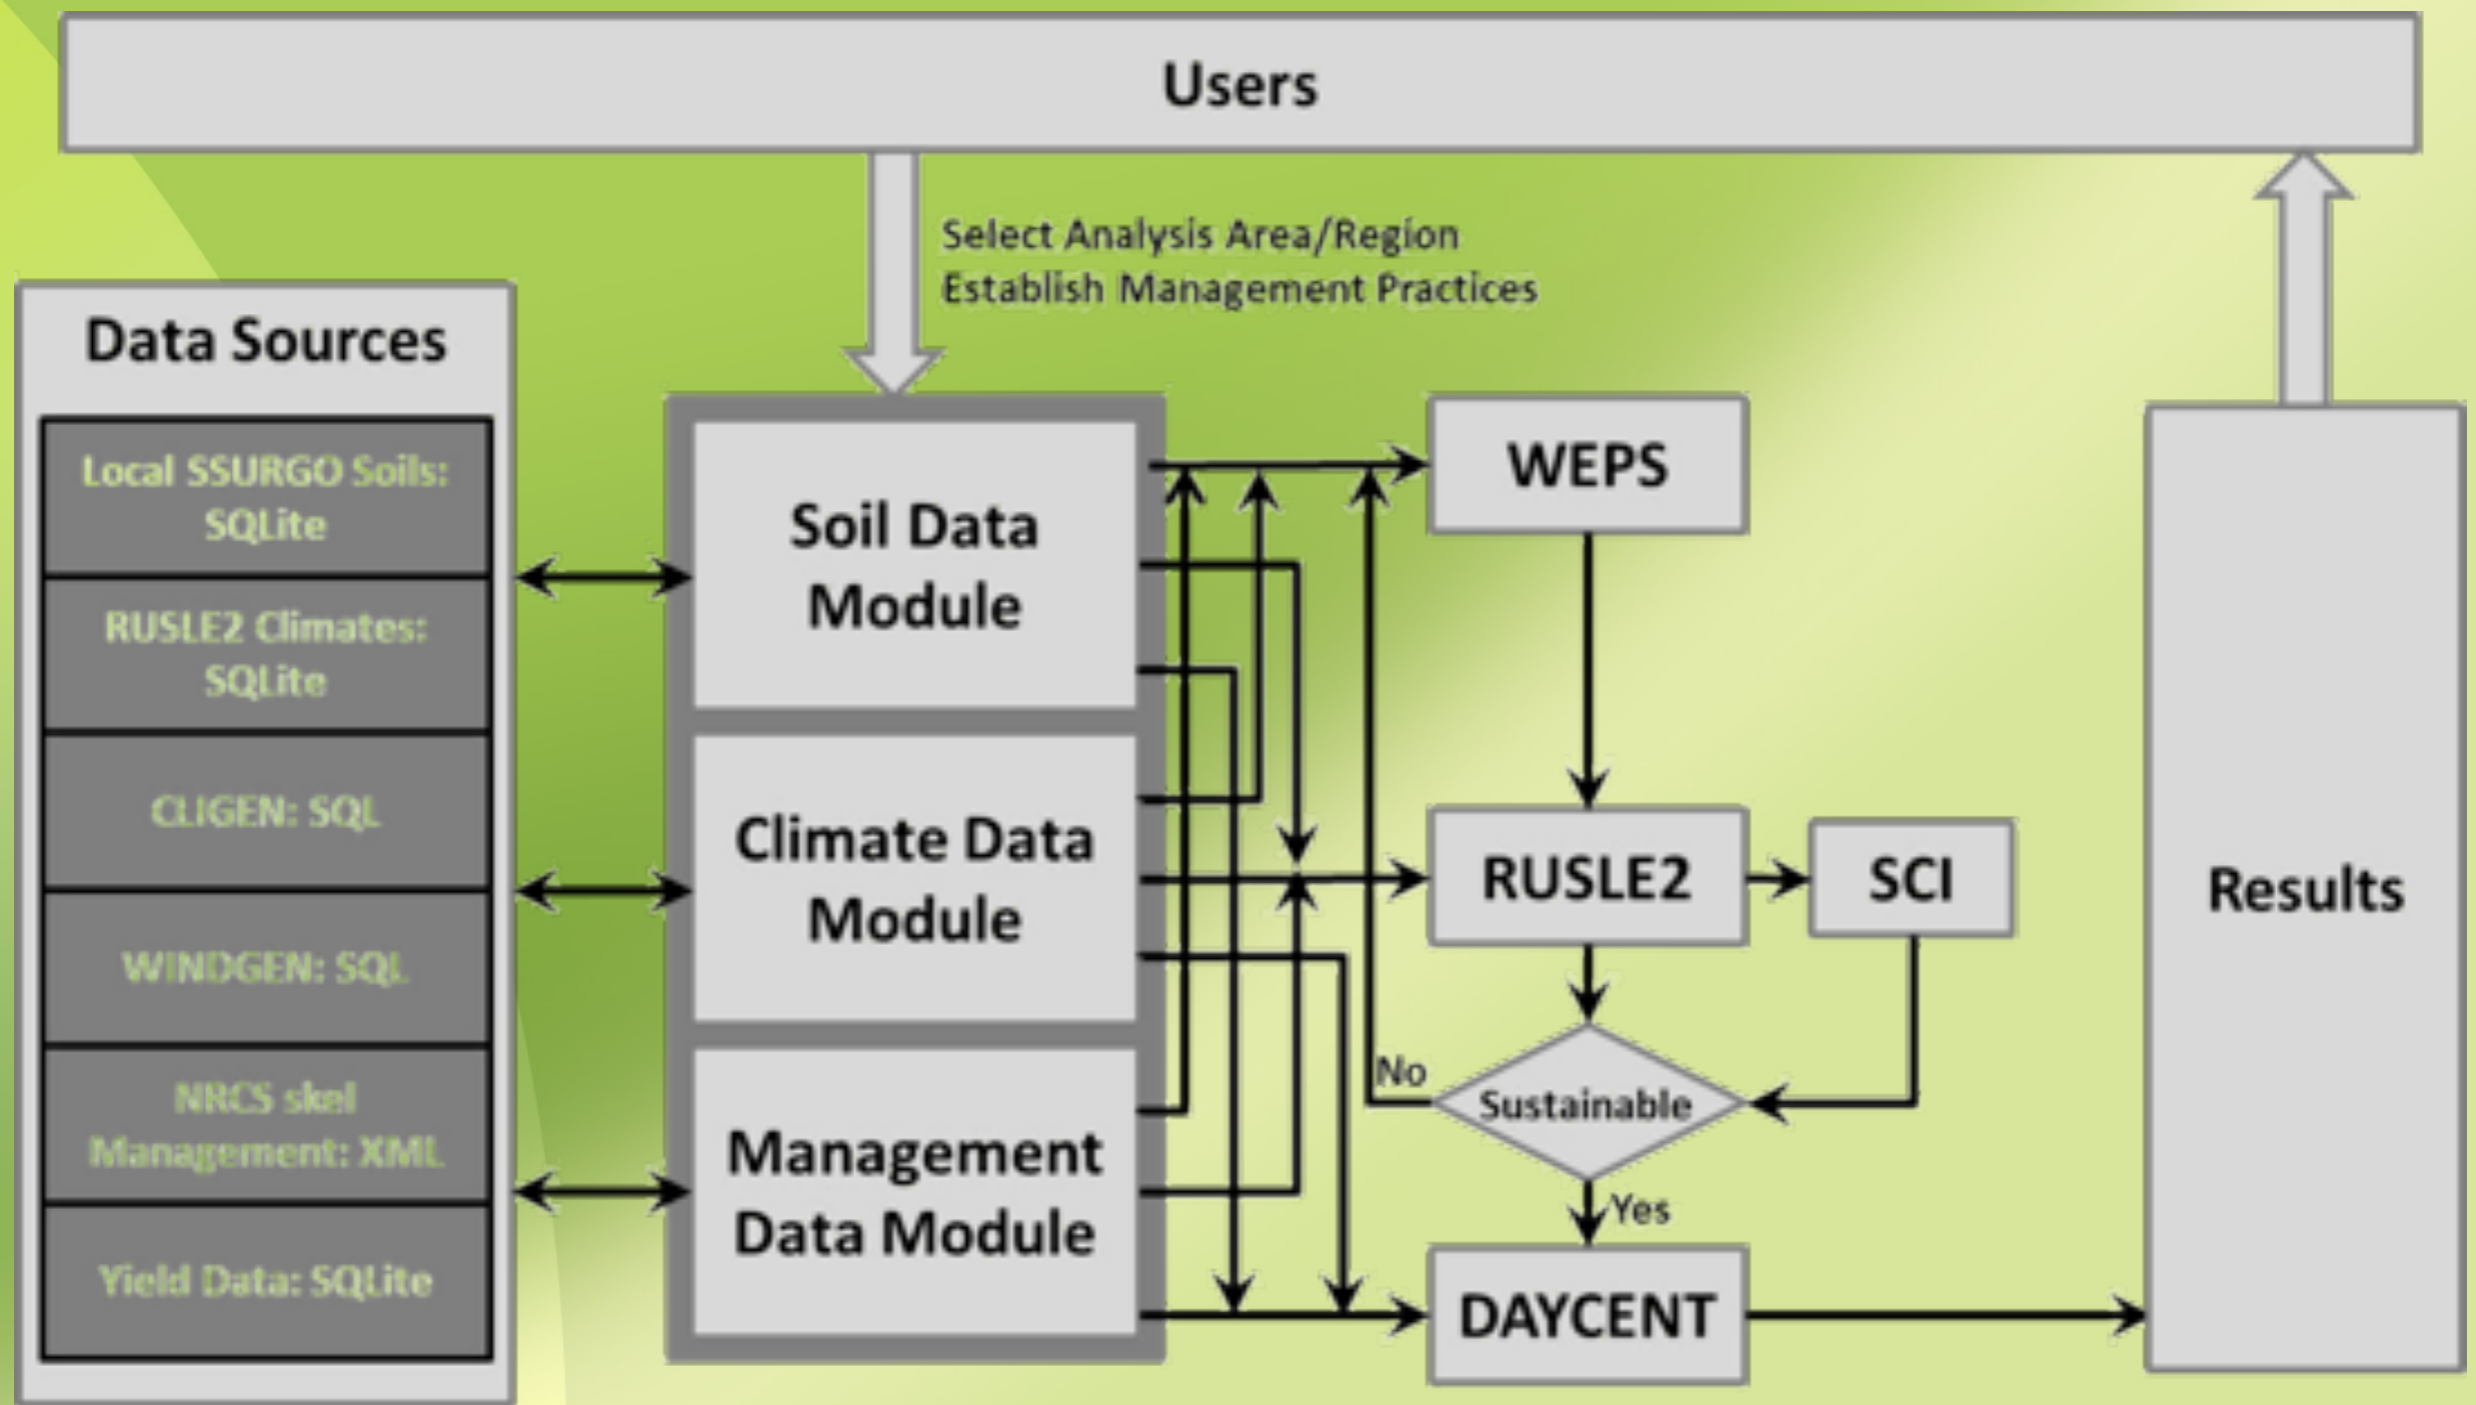 Users
Select Analysis Area/Region
Establish Management Practices
Data Sources
Local SSURGO Soils:
SQLite
RUSLE2 Climates:
SQLite
CLIGEN: SQL
WINDGEN: SQL
NRCS skel
Management: XML
Yield Data: SQLite
Soil Data
Module
Climate Data
Module
Management
Data Module
WEPS
RUSLE2
SCI
No
Sustainable
Yes
DAYCENT
Results